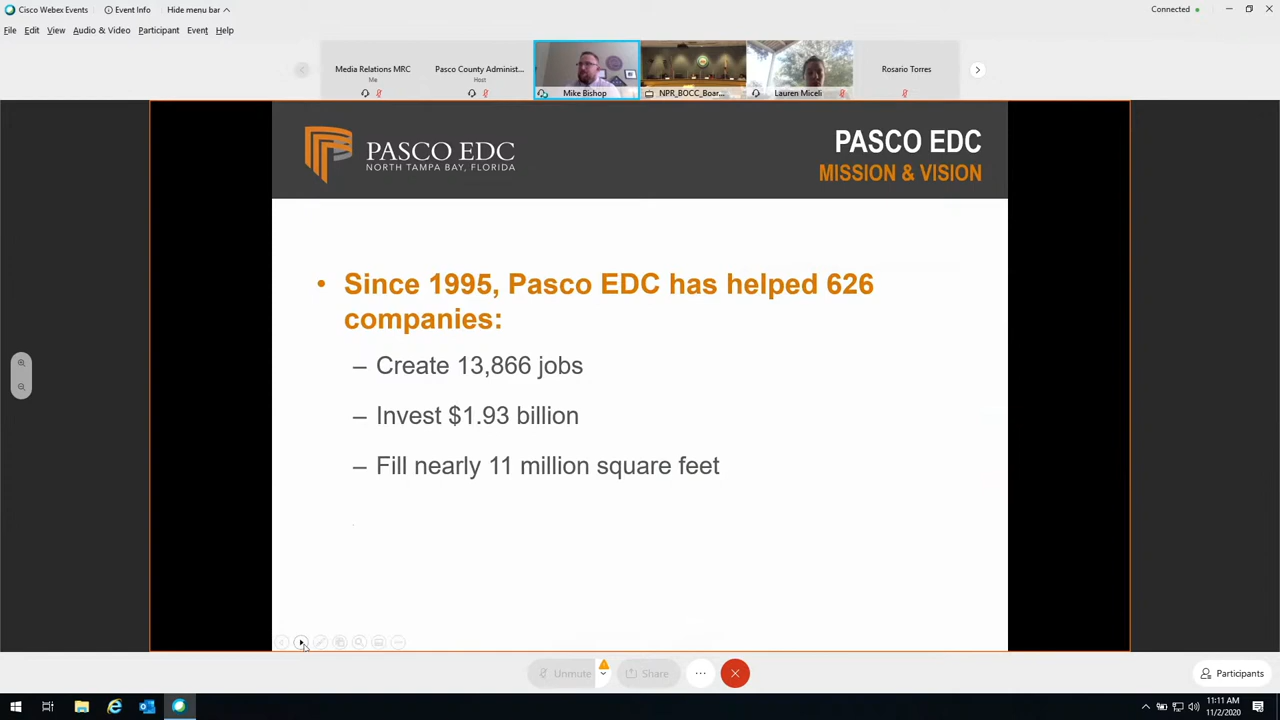 Cisco Webex Events
Event Info
Hide menu bar
Connected
File Edit View Audio & Video Participant Event Help
Media Relations MRC
Me
Pasco County Administ...
Host
Mike Bishop
NPR_BOCC_Boar...
Lauren Miceli
Rosario Torres
PASCO EDC
NORTH TAMPA BAY, FLORIDA
PASCO EDC
MISSION & VISION
• Since 1995, Pasco EDC has helped 626
companies:
– Create 13,866 jobs
– Invest $1.93 billion
– Fill nearly 11 million square feet
Unmute
Share
Participants
11:11 AM
11/2/2020